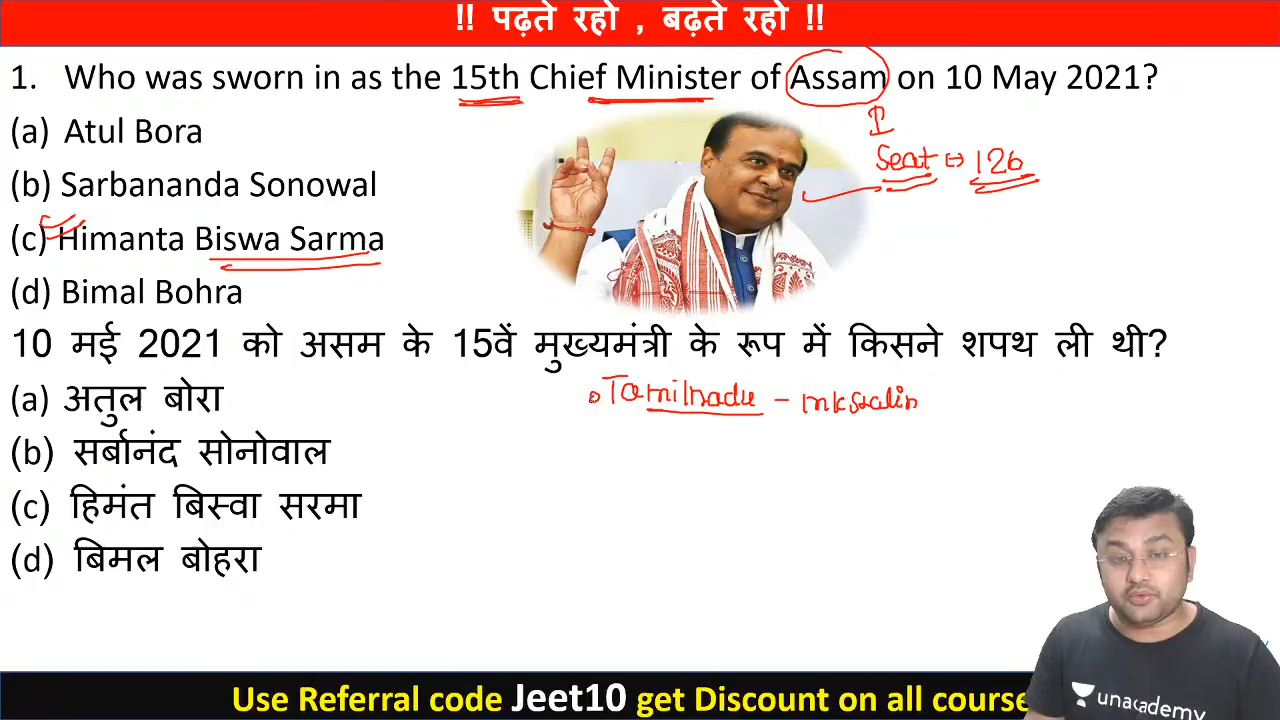 !! पढ़ते रहो , बढ़ते रहो !!
1. Who was sworn in as the 15th Chief Minister of Assam on 10 May 2021?
(a) Atul Bora
Seat 126
(b) Sarbananda Sonowal
(c) Himanta Biswa Sarma
(d) Bimal Bohra
10 मई 2021 को असम के 15वें मुख्यमंत्री के रूप में किसने शपथ ली थी?
(a) अतुल बोरा
Tamilnadu - mkstalin
(b) सर्बानंद सोनोवाल
(c) हिमंत बिस्वा सरमा
(d) बिमल बोहरा
unacademy
Use Referral code Jeet10 get Discount on all course